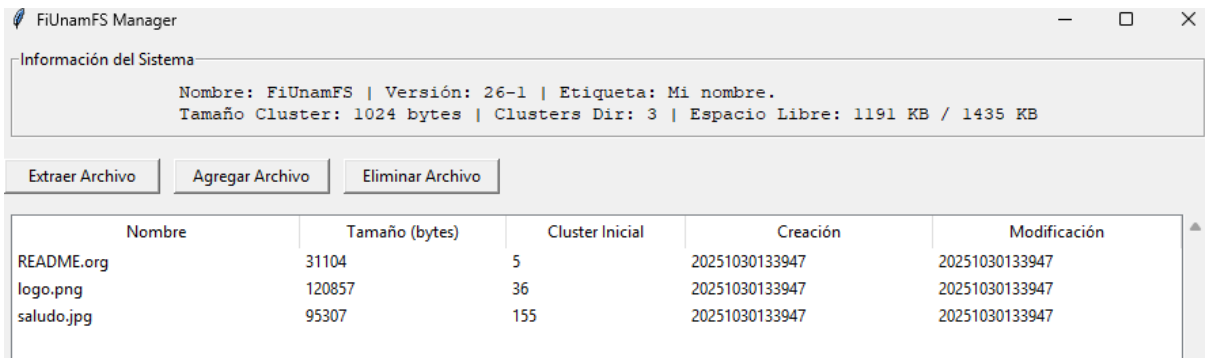 FiUnamFS Manager
Información del Sistema
Nombre: FiUnamFS | Versión: 26-1 | Etiqueta: Mi nombre.
Tamaño Cluster: 1024 bytes | Clusters Dir: 3 | Espacio Libre: 1191 KB / 1435 KB
Extraer Archivo Agregar Archivo Eliminar Archivo
Nombre Tamaño (bytes) Cluster Inicial Creación Modificación
README.org 31104 5 20251030133947 20251030133947
logo.png 120857 36 20251030133947 20251030133947
saludo.jpg 95307 155 20251030133947 20251030133947